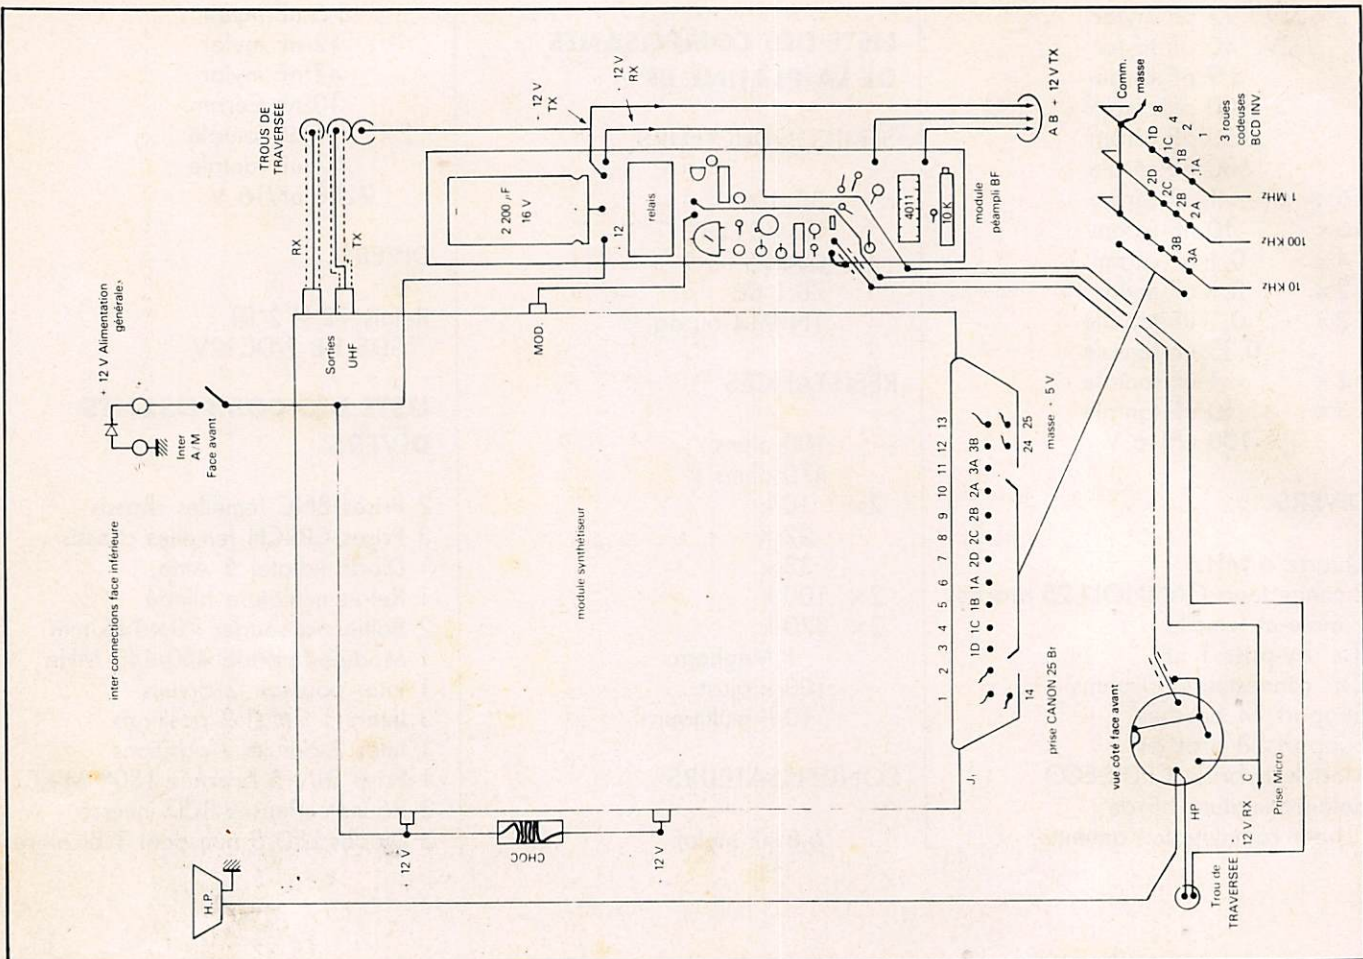 inter connections face inférieure
+ 12 V Alimentation
générale
Inter
A/M
Face avant
TROUS DE
TRAVERSEE
RX
TX
Sorties
UHF
MOD.
2 200 µF
16 V
12
relais
- 12 V
TX
- 12 V
RX
4011
10 K
module
péampli BF
A B + 12 V TX
Comm.
masse
8
4
2
1
3 roues
codeuses
BCD INV.
1
1D
1C
1B
1A
2D
2C
2B
2A
3B
3A
1 MHz
100 KHz
10 KHz
module synthétiseur
1 2 3 4 5 6 7 8 9 10 11 12 13
1D 1C 1B 1A 2D 2C 2B 2A 3A 3B
14
24 25
masse - 5 V
J1
prise CANON 25 Br
12 V
CHOC
12 V
H.P.
vue côté face avant
HP
12 V RX C
Prise Micro
Trou de
TRAVERSEE